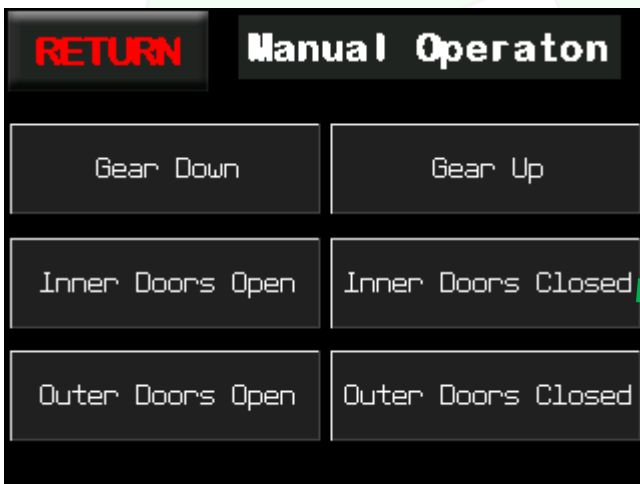 RETURN
Manual Operaton
Gear Down
Gear Up
Inner Doors Open
Inner Doors Closed
Outer Doors Open
Outer Doors Closed